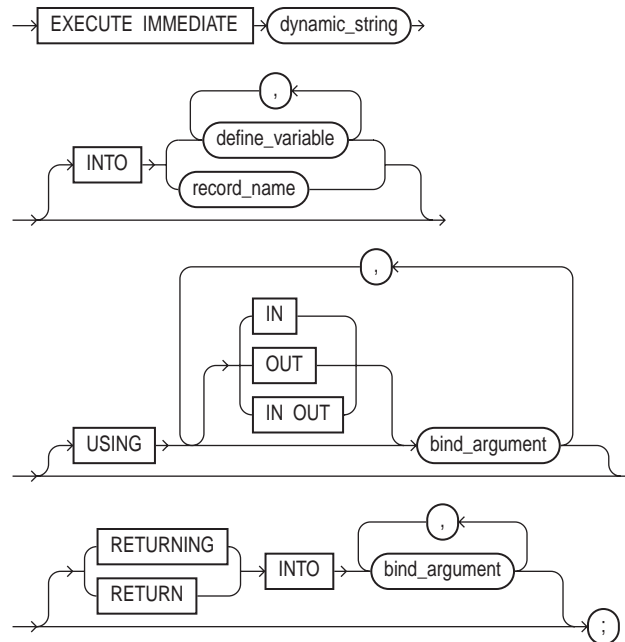 EXECUTE IMMEDIATE dynamic_string
,
define_variable
INTO
record_name
,
IN
OUT
IN OUT
USING bind_argument
,
RETURNING
INTO bind_argument
RETURN
;